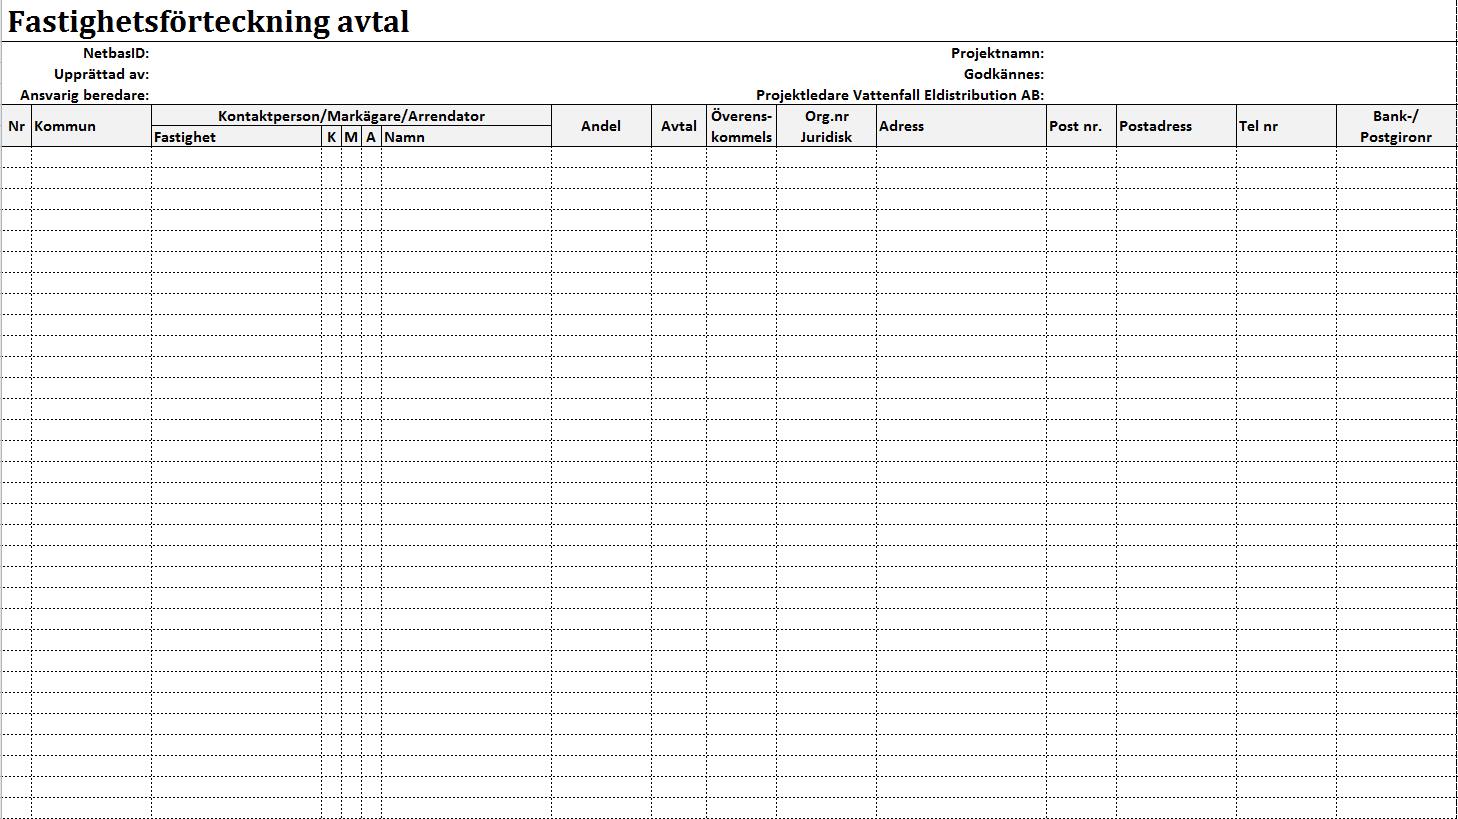 Fastighetsförteckning avtal
NetbasID: Projektnamn:
Upprättad av: Godkännes:
Ansvarig beredare: Projektledare Vattenfall Eldistribution AB:
Nr Kommun Kontaktperson/Markägare/Arrendator Andel Avtal Överens- Org.nr Adress Post nr. Postadress Tel nr Bank-/
Fastighet K M A Namn kommels Juridisk Postgironr